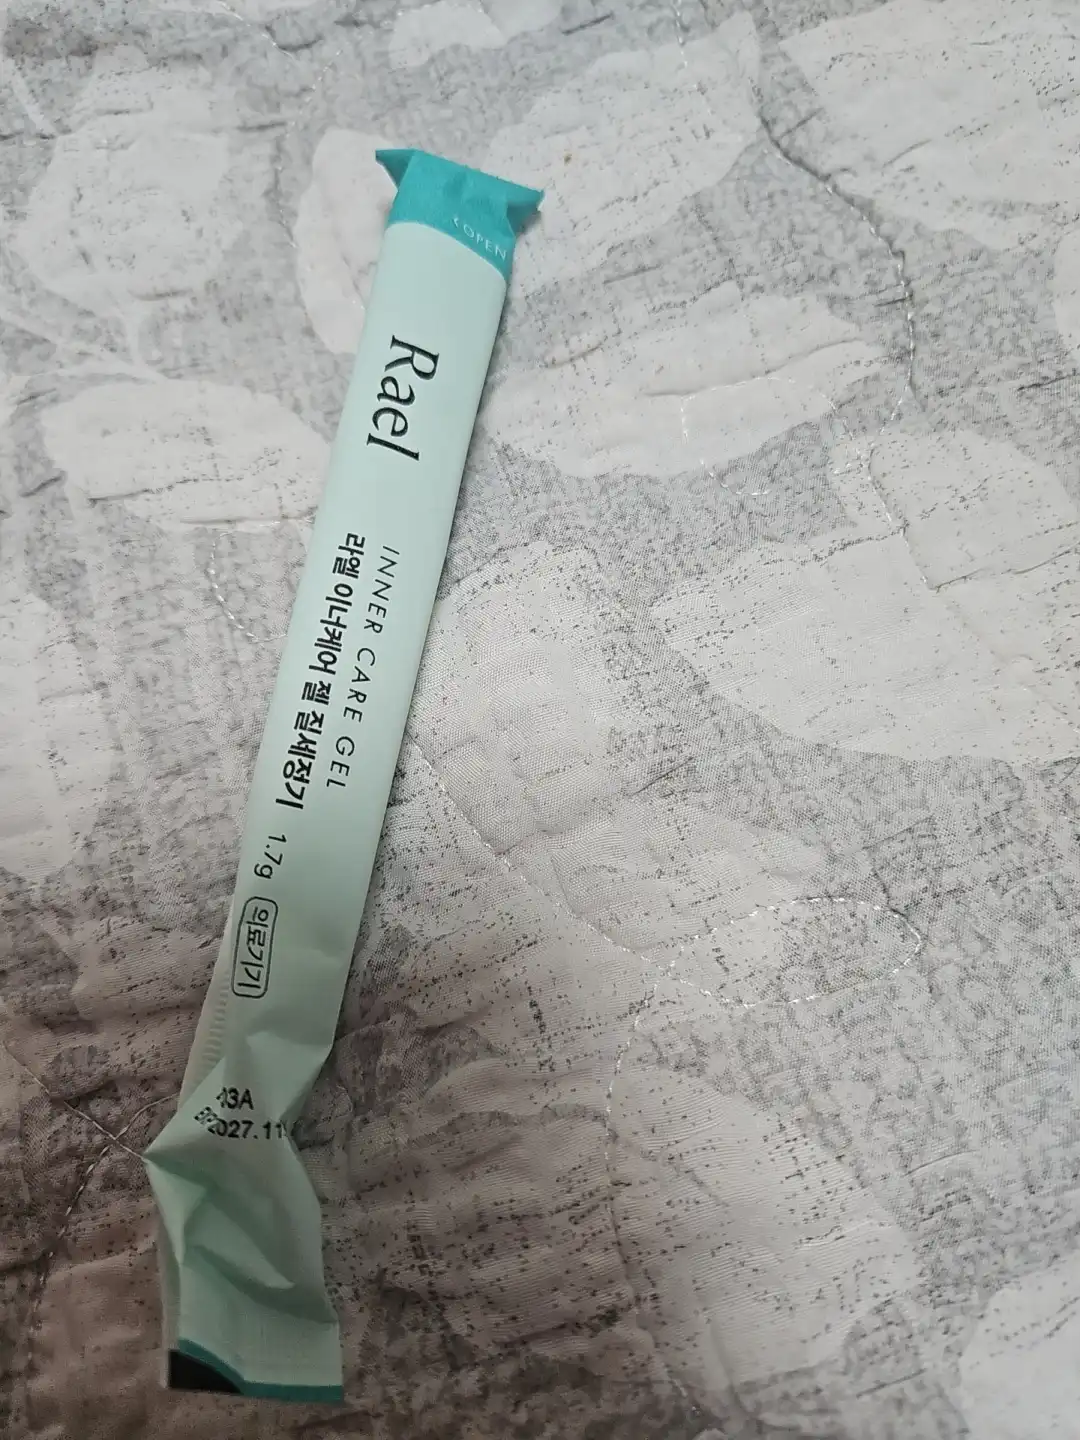 ‹OPEN
Rael
INNER CARE GEL
라엘 이너케어 젤 질세정기 1.7g 의료기기
03A
2027.11